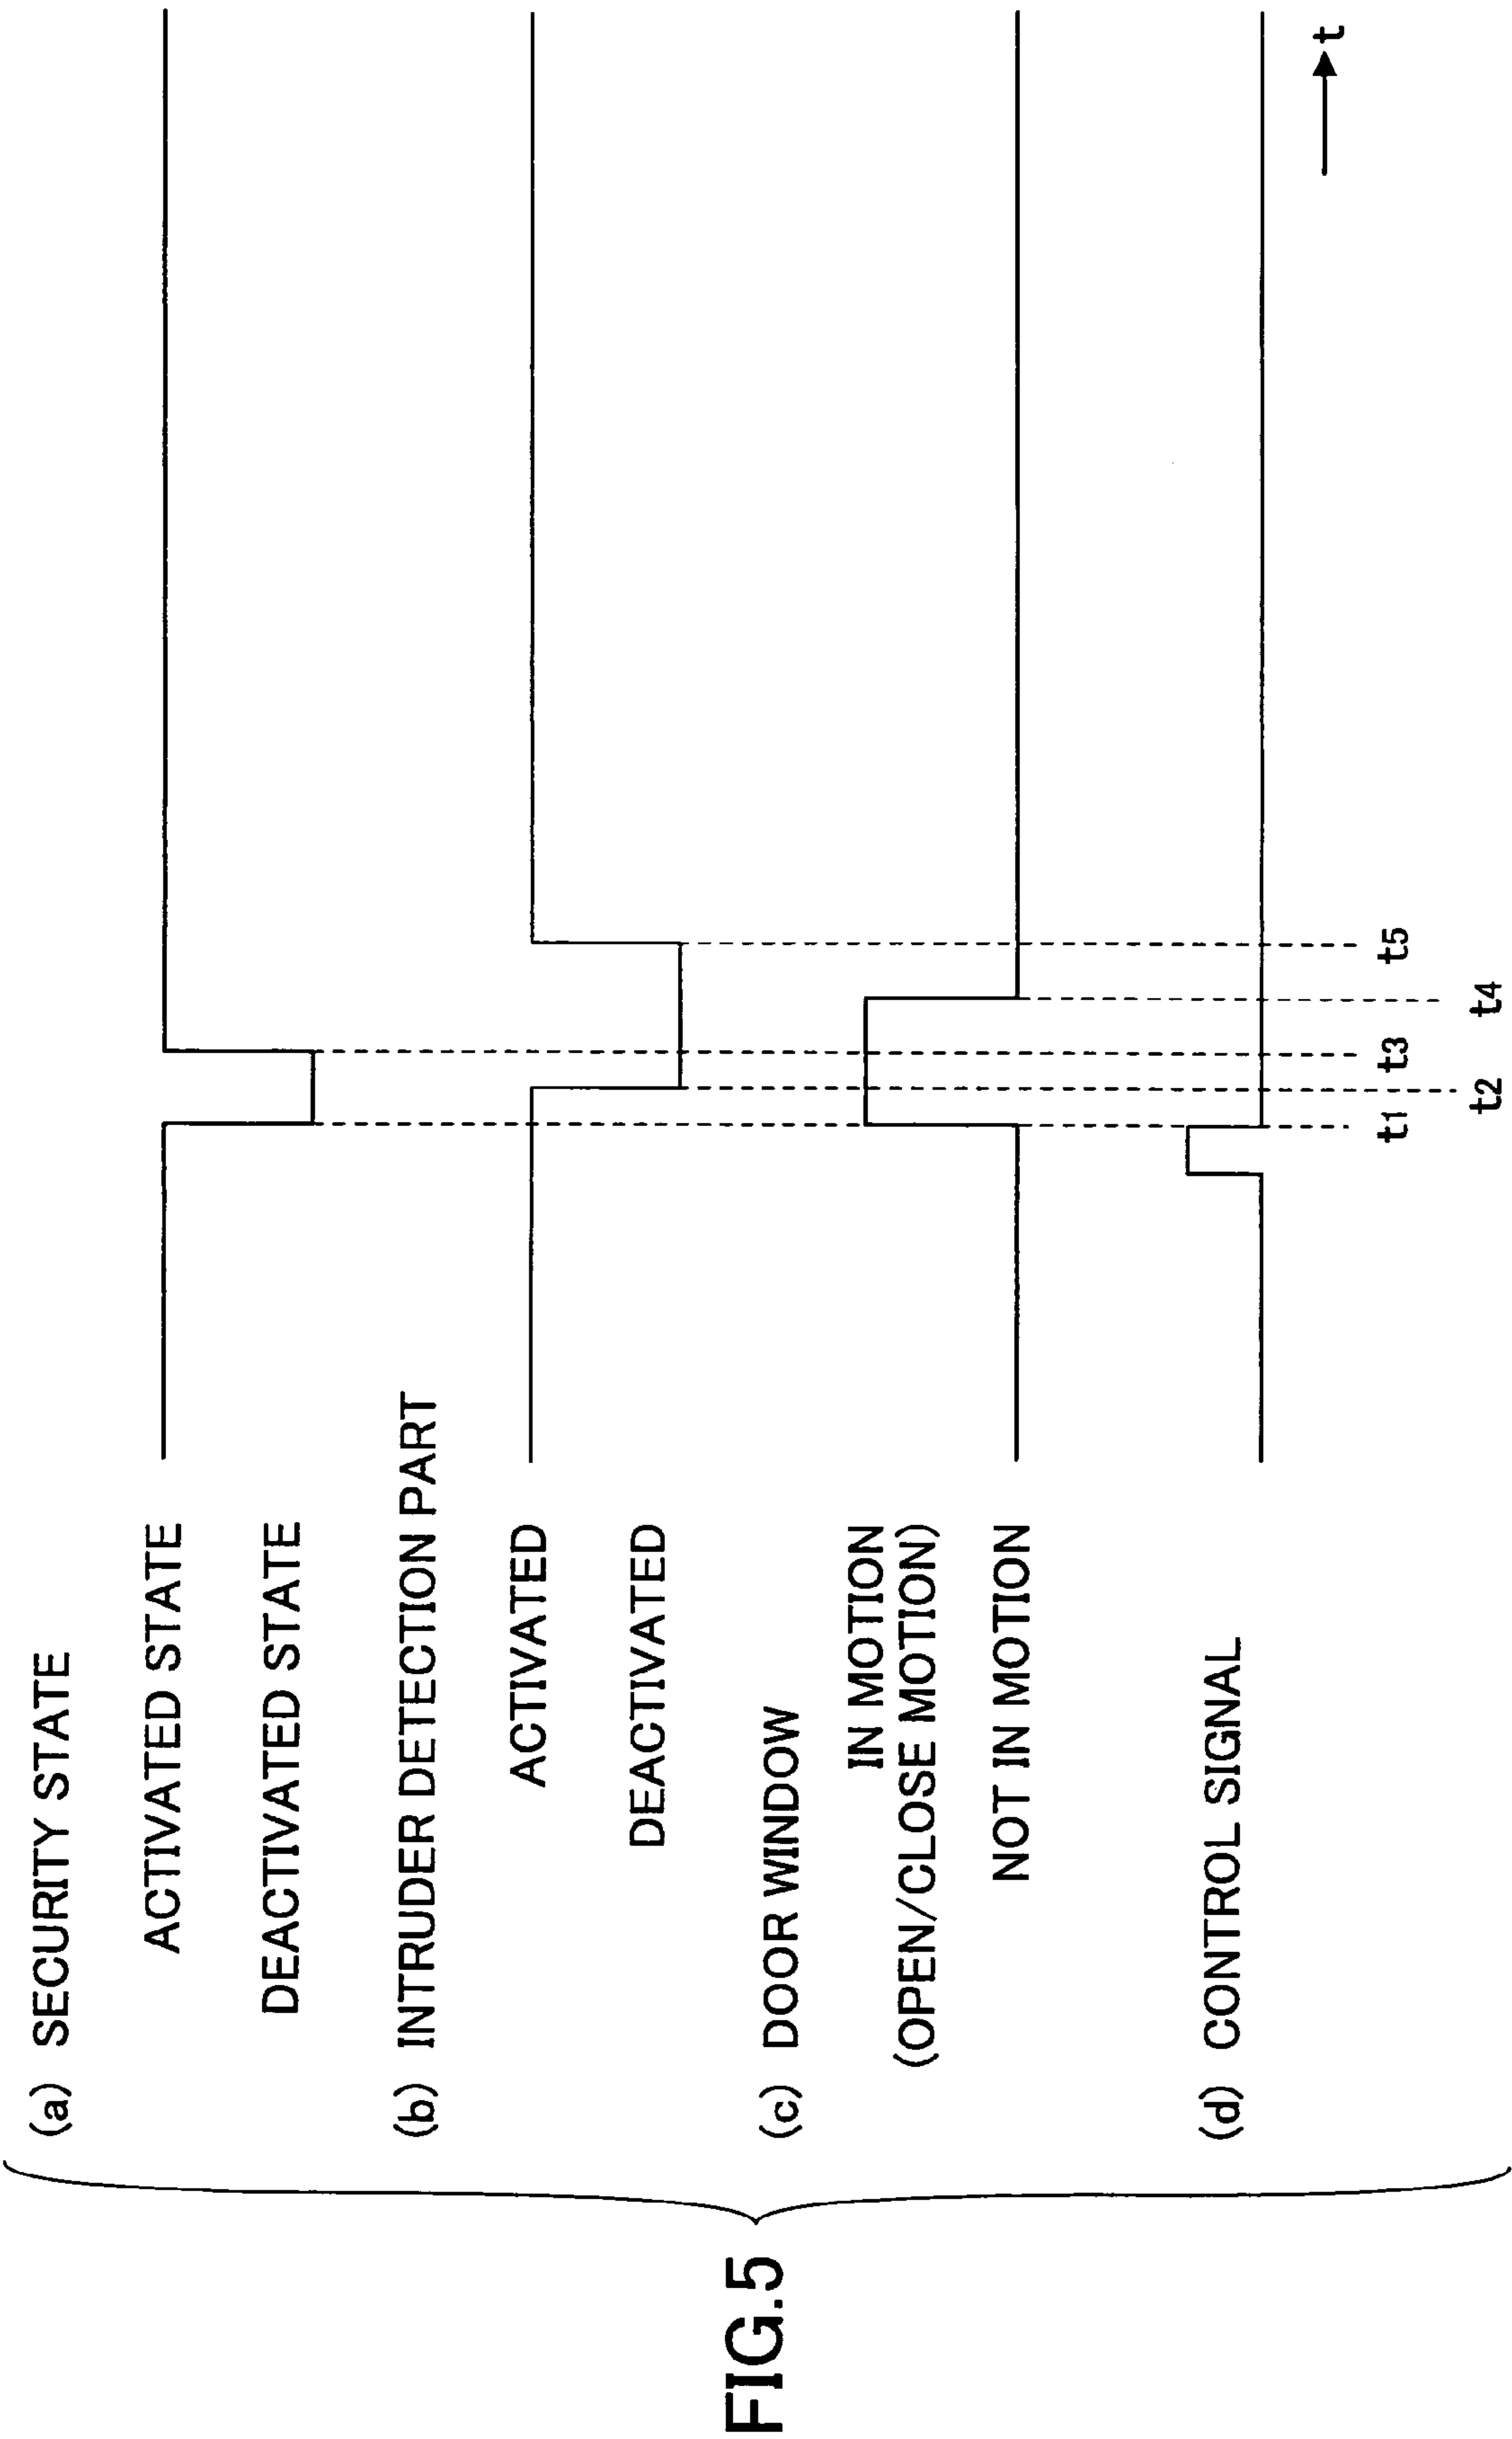 FIG.5
(a) SECURITY STATE
ACTIVATED STATE
DEACTIVATED STATE
(b) INTRUDER DETECTION PART
ACTIVATED
DEACTIVATED
(c) DOOR WINDOW
IN MOTION
(OPEN/CLOSE MOTION)
NOT IN MOTION
(d) CONTROL SIGNAL
t
t1 t3 t5
t2 t4